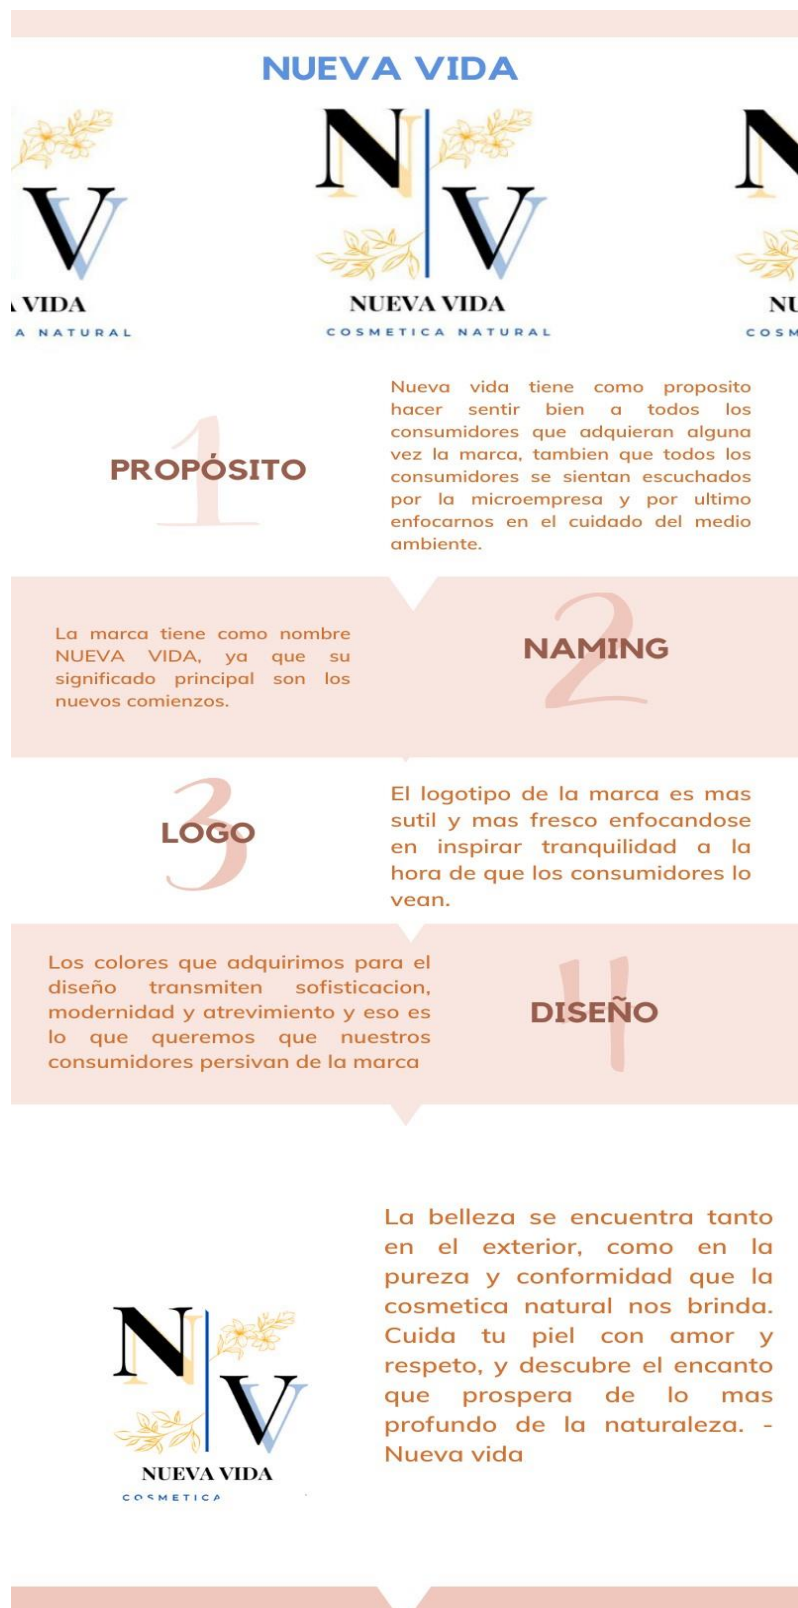 NUEVA VIDA
N
V
N
V
N
A VIDA
NUEVA VIDA
NU
A NATURAL
COSMETICA NATURAL
COSM
1
PROPÓSITO
Nueva vida tiene como proposito
hacer sentir bien a todos los
consumidores que adquieran alguna
vez la marca, tambien que todos los
consumidores se sientan escuchados
por la microempresa y por ultimo
enfocarnos en el cuidado del medio
ambiente.
La marca tiene como nombre
NUEVA VIDA, ya que su
significado principal son los
nuevos comienzos.
2
NAMING
3
LOGO
El logotipo de la marca es mas
sutil y mas fresco enfocandose
en inspirar tranquilidad a la
hora de que los consumidores lo
vean.
Los colores que adquirimos para el
diseño transmiten sofisticacion,
modernidad y atrevimiento y eso es
lo que queremos que nuestros
consumidores persivan de la marca
4
DISEÑO
La belleza se encuentra tanto
en el exterior, como en la
pureza y conformidad que la
cosmetica natural nos brinda.
Cuida tu piel con amor y
respeto, y descubre el encanto
que prospera de lo mas
profundo de la naturaleza. -
Nueva vida
N
V
NUEVA VIDA
COSMETICA